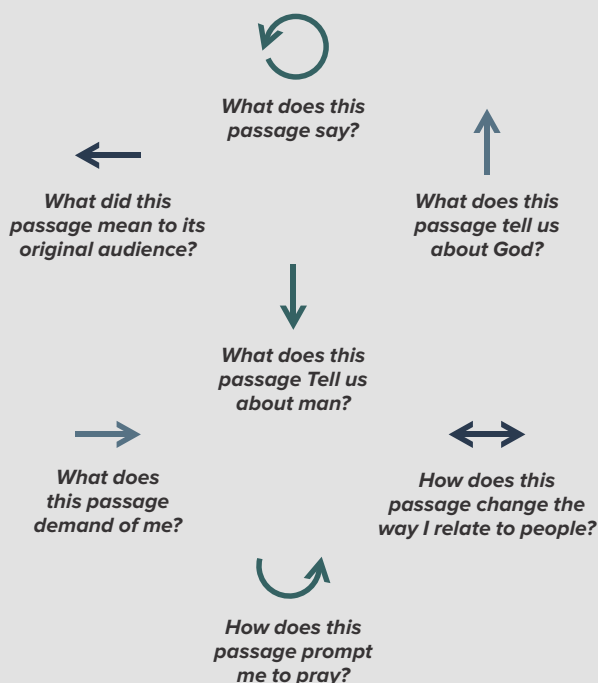 What does this
passage say?
What did this
passage mean to its
original audience?
What does this
passage tell us
about God?
What does this
passage Tell us
about man?
What does
this passage
demand of me?
How does this
passage change the
way I relate to people?
How does this
passage prompt
me to pray?